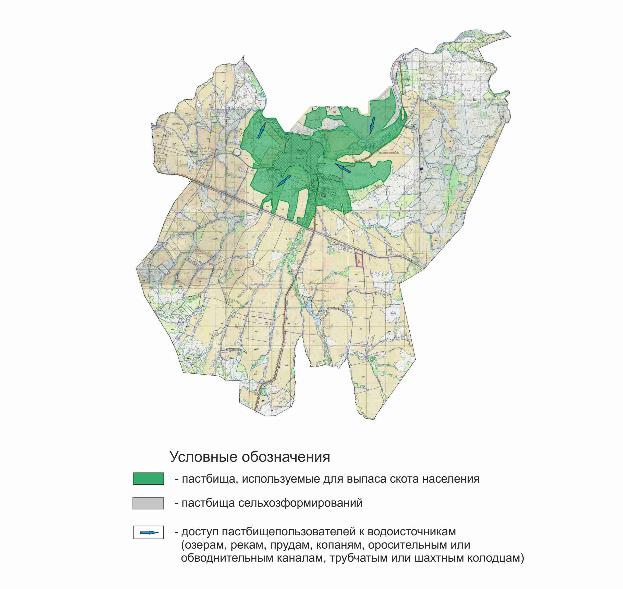 Условные обозначения
- пастбища, используемые для выпаса скота населения
- пастбища сельхозформирований
- доступ пастбищепользователей к водоисточникам
(озерам, рекам, прудам, копаням, оросительным или
обводнительным каналам, трубчатым или шахтным колодцам)